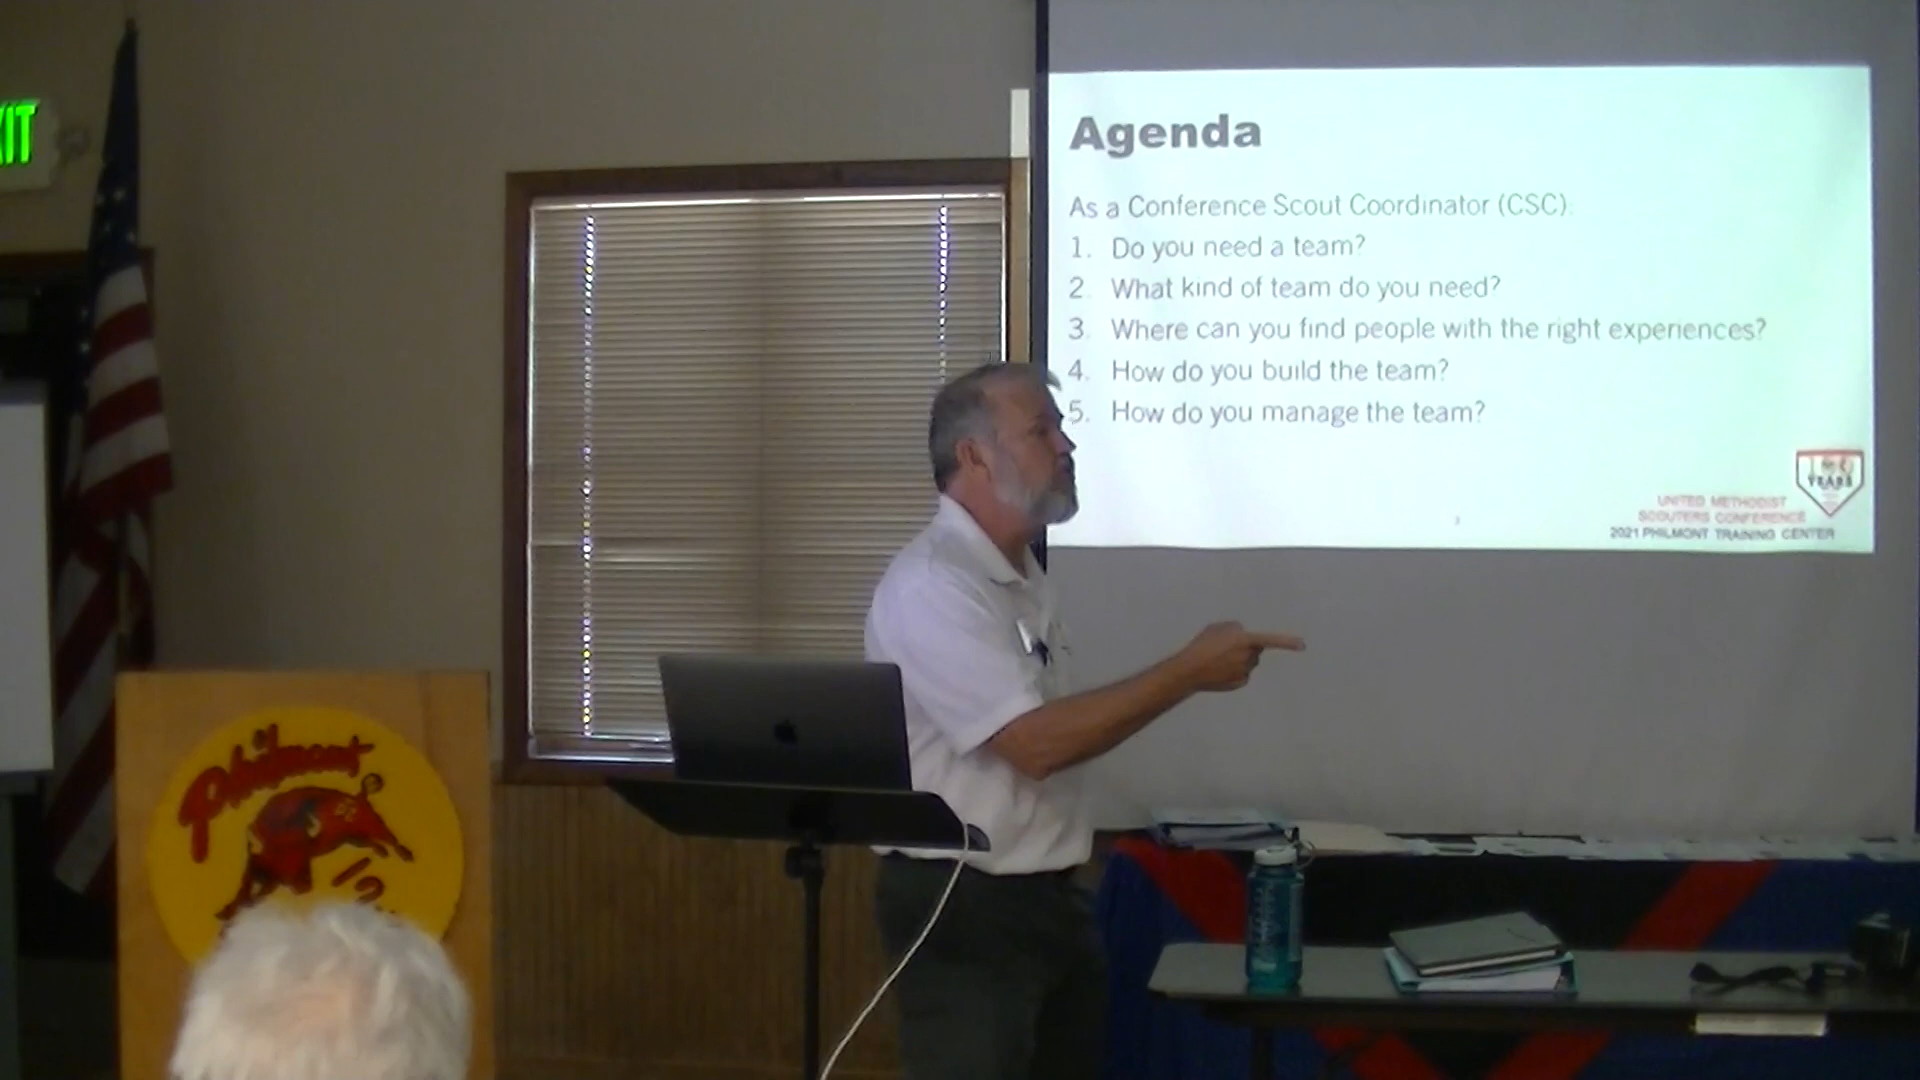 XIT
Agenda
As a Conference Scout Coordinator (CSC):
1. Do you need a team?
2. What kind of team do you need?
3. Where can you find people with the right experiences?
4. How do you build the team?
5. How do you manage the team?
YEARS
UNITED METHODIST
SCOUTERS CONFERENCE
2021 PHILMONT TRAINING CENTER
Philmont